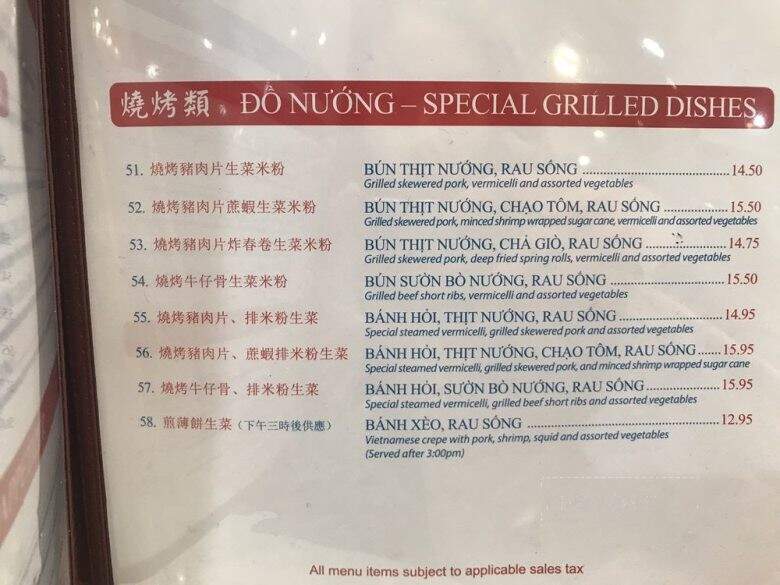 燒烤類 ĐỒ NƯỚNG – SPECIAL GRILLED DISHES
51. 燒烤豬肉片生菜米粉 BÚN THỊT NƯỚNG, RAU SỐNG 14.50
Grilled skewered pork, vermicelli and assorted vegetables
52. 燒烤豬肉片蔗蝦生菜米粉 BÚN THỊT NƯỚNG, CHẠO TÔM, RAU SỐNG 15.50
Grilled skewered pork, minced shrimp wrapped sugar cane, vermicelli and assorted vegetables
53. 燒烤豬肉片炸春卷生菜米粉 BÚN THỊT NƯỚNG, CHẢ GIÒ, RAU SỐNG 14.75
Grilled skewered pork, deep fried spring rolls, vermicelli and assorted vegetables
54. 燒烤牛仔骨生菜米粉 BÚN SƯỜN BÒ NƯỚNG, RAU SỐNG 15.50
Grilled beef short ribs, vermicelli and assorted vegetables
55. 燒烤豬肉片、排米粉生菜 BÁNH HỎI, THỊT NƯỚNG, RAU SỐNG 14.95
Special steamed vermicelli, grilled skewered pork and assorted vegetables
56. 燒烤豬肉片、蔗蝦排米粉生菜 BÁNH HỎI, THỊT NƯỚNG, CHẠO TÔM, RAU SỐNG 15.95
Special steamed vermicelli, grilled skewered pork, and minced shrimp wrapped sugar cane
57. 燒烤牛仔骨、排米粉生菜 BÁNH HỎI, SƯỜN BÒ NƯỚNG, RAU SỐNG 15.95
Special steamed vermicelli, grilled beef short ribs and assorted vegetables
58. 煎薄餅生菜（下午三時後供應） BÁNH XÈO, RAU SỐNG 12.95
Vietnamese crepe with pork, shrimp, squid and assorted vegetables
(Served after 3:00pm)
All menu items subject to applicable sales tax